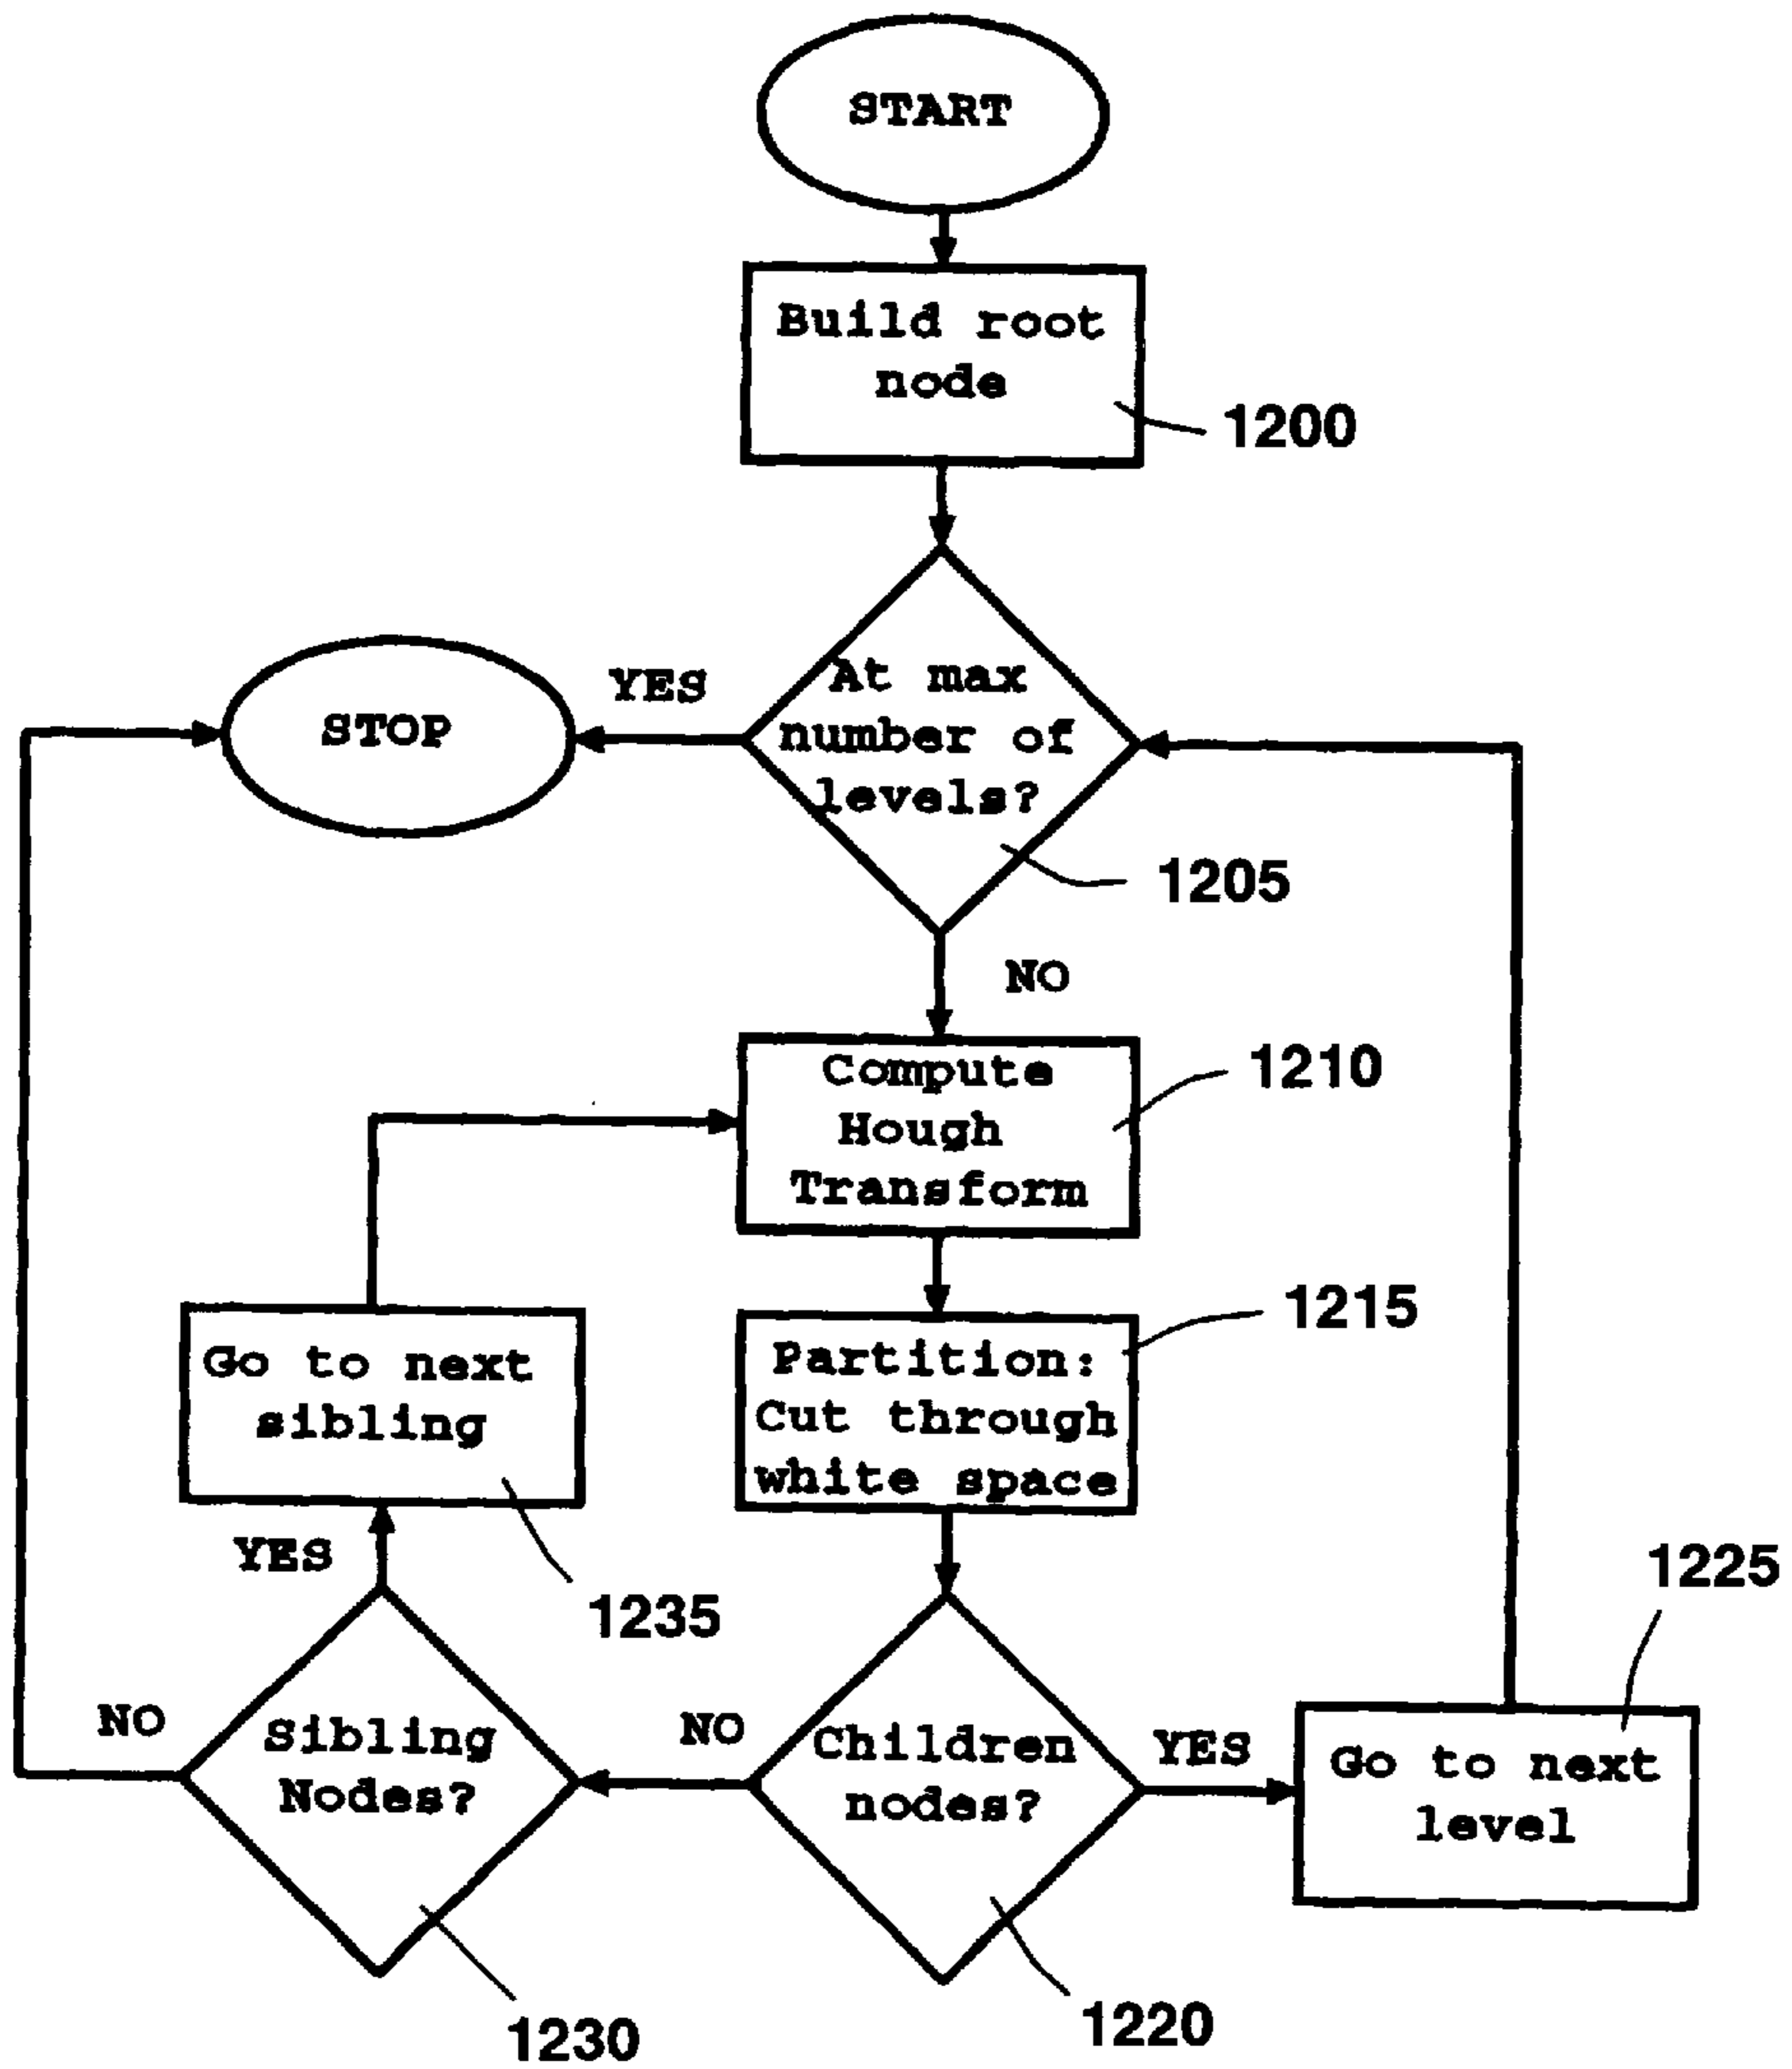 START
Build root
node
1200
At max
number of
levels?
YES
STOP
1205
NO
Compute
Hough
Transform
1210
Go to next
sibling
1235
Partition:
Cut through
white space
1215
YES
Sibling
Nodes?
NO
1230
NO
Children
nodes?
1220
YES
Go to next
level
1225